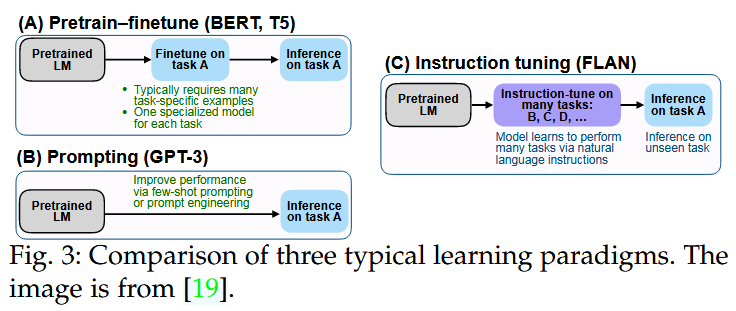 (A) Pretrain–finetune (BERT, T5)
Pretrained
LM
Finetune on
task A
Inference
on task A
• Typically requires many
task-specific examples
• One specialized model
for each task
(B) Prompting (GPT-3)
Pretrained
LM
Improve performance
via few-shot prompting
or prompt engineering
Inference
on task A
(C) Instruction tuning (FLAN)
Pretrained
LM
Instruction-tune on
many tasks:
B, C, D, ...
Inference
on task A
Model learns to perform
many tasks via natural
language instructions
Inference on
unseen task
Fig. 3: Comparison of three typical learning paradigms. The
image is from [19].